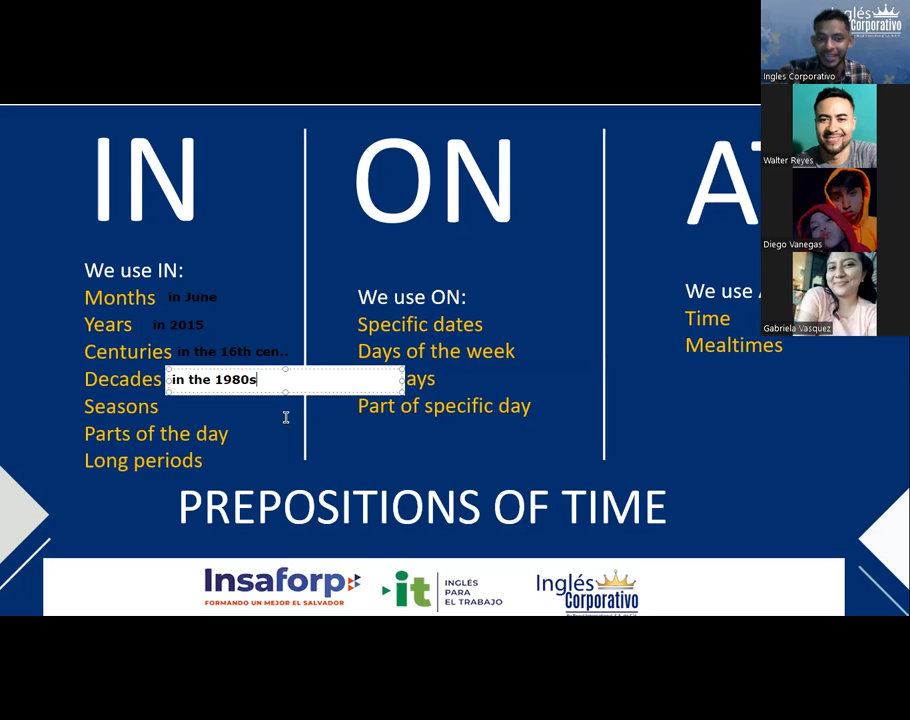 IN
We use IN:
Months in June
Years in 2015
Centuries in the 16th cen..
Decades in the 1980s
Seasons
Parts of the day
Long periods
ON
We use ON:
Specific dates
Days of the week
ays
Part of specific day
We use
Time
Mealtimes
PREPOSITIONS OF TIME
Insaforp
FORMANDO UN MEJOR EL SALVADOR
it
INGLÉS
PARA
EL TRABAJO
Inglés
Corporativo
Inglés
Corporativo
Ingles Corporativo
Walter Reyes
Diego Vanegas
Gabriela Vasquez